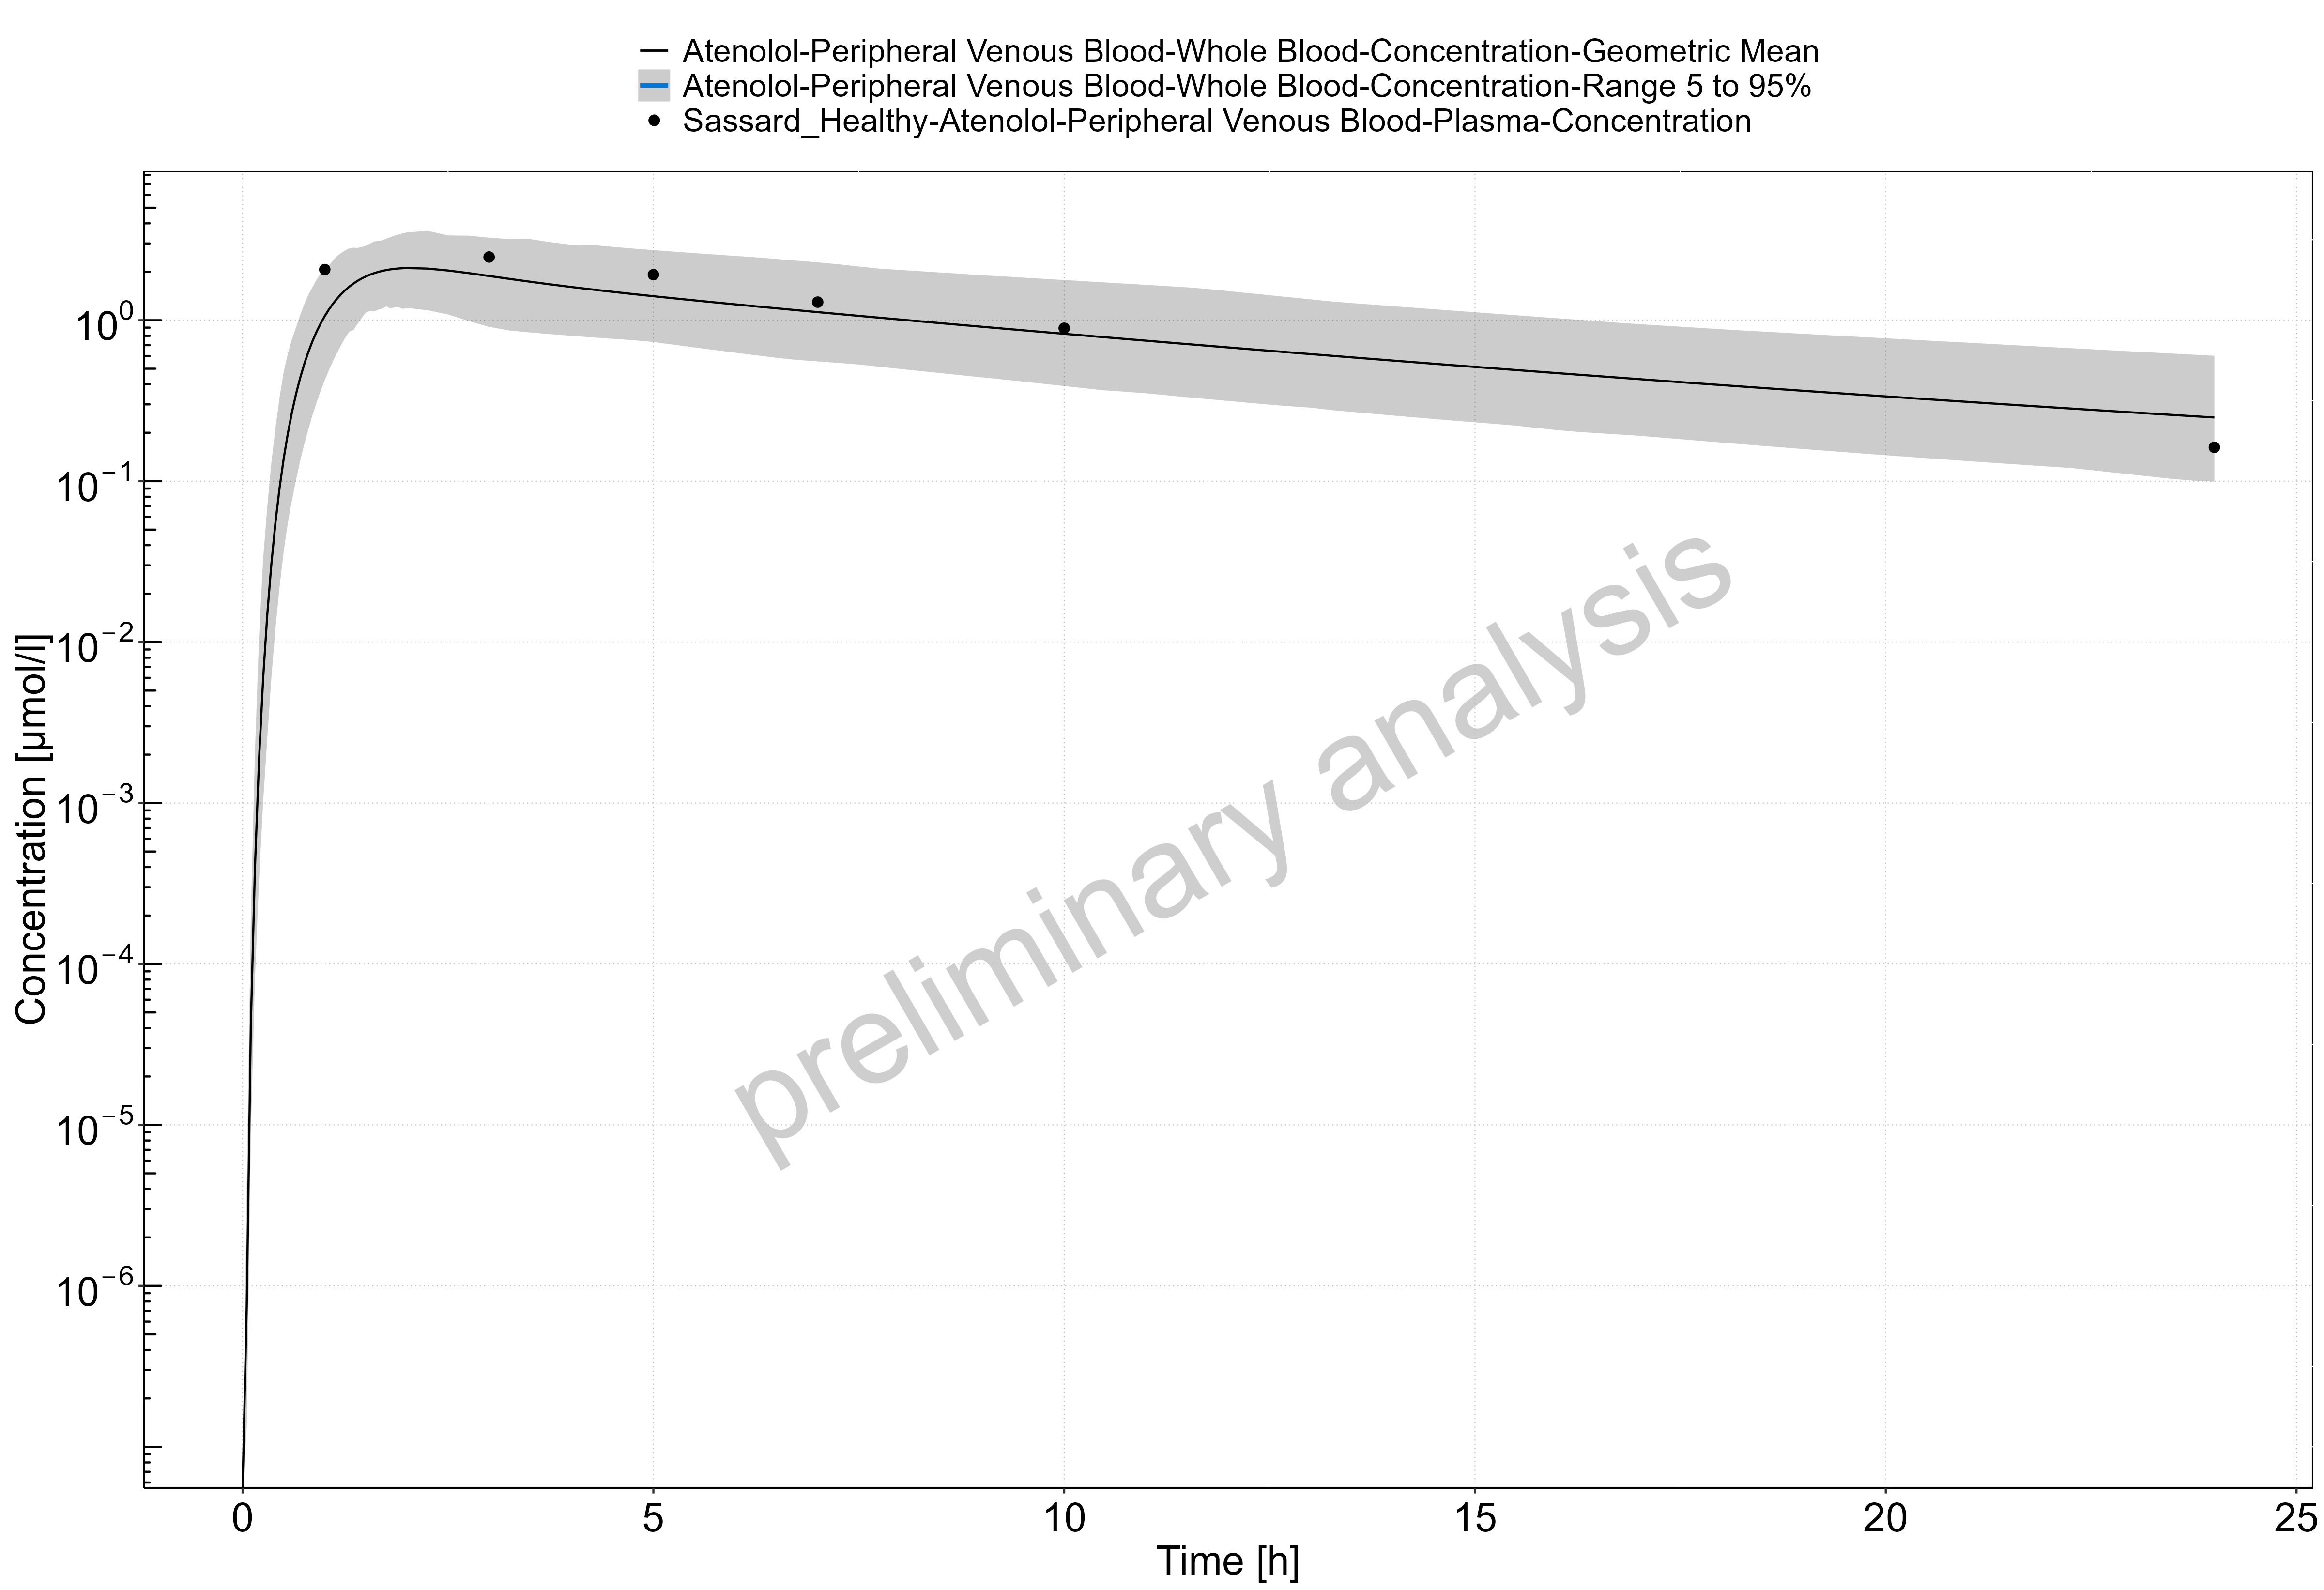 Atenolol-Peripheral Venous Blood-Whole Blood-Concentration-Geometric Mean
Atenolol-Peripheral Venous Blood-Whole Blood-Concentration-Range 5 to 95%
Sassard_Healthy-Atenolol-Peripheral Venous Blood-Plasma-Concentration
Concentration [µmol/l]
10⁰
10⁻¹
10⁻²
10⁻³
10⁻⁴
10⁻⁵
10⁻⁶
preliminary analysis
0 5 10 15 20 25
Time [h]